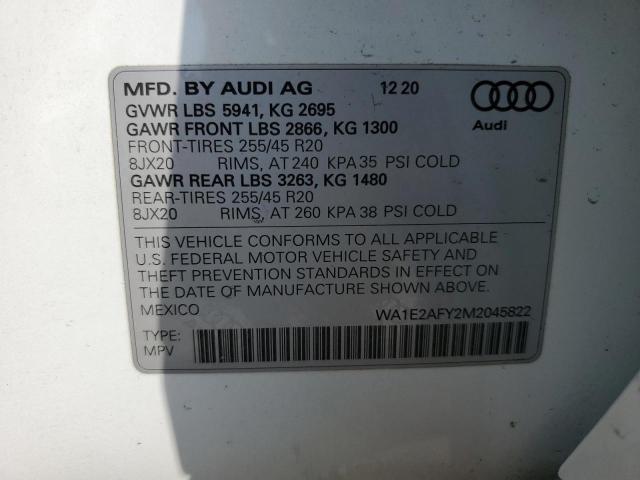 MFD. BY AUDI AG 12 20
GVWR LBS 5941, KG 2695
GAWR FRONT LBS 2866, KG 1300
FRONT-TIRES 255/45 R20
8JX20 RIMS, AT 240 KPA 35 PSI COLD
GAWR REAR LBS 3263, KG 1480
REAR-TIRES 255/45 R20
8JX20 RIMS, AT 260 KPA 38 PSI COLD
Audi
THIS VEHICLE CONFORMS TO ALL APPLICABLE
U.S. FEDERAL MOTOR VEHICLE SAFETY AND
THEFT PREVENTION STANDARDS IN EFFECT ON
THE DATE OF MANUFACTURE SHOWN ABOVE.
MEXICO WA1E2AFY2M2045822
TYPE:
MPV